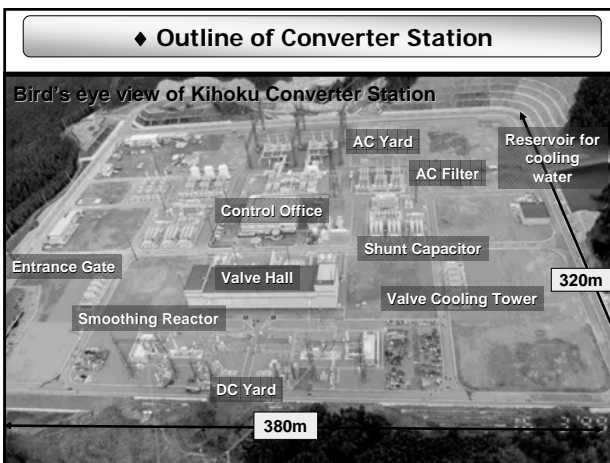 ♦ Outline of Converter Station
Bird's eye view of Kihoku Converter Station
AC Yard
Reservoir for
cooling
water
AC Filter
Control Office
Shunt Capacitor
Entrance Gate
Valve Hall
320m
Valve Cooling Tower
Smoothing Reactor
DC Yard
380m